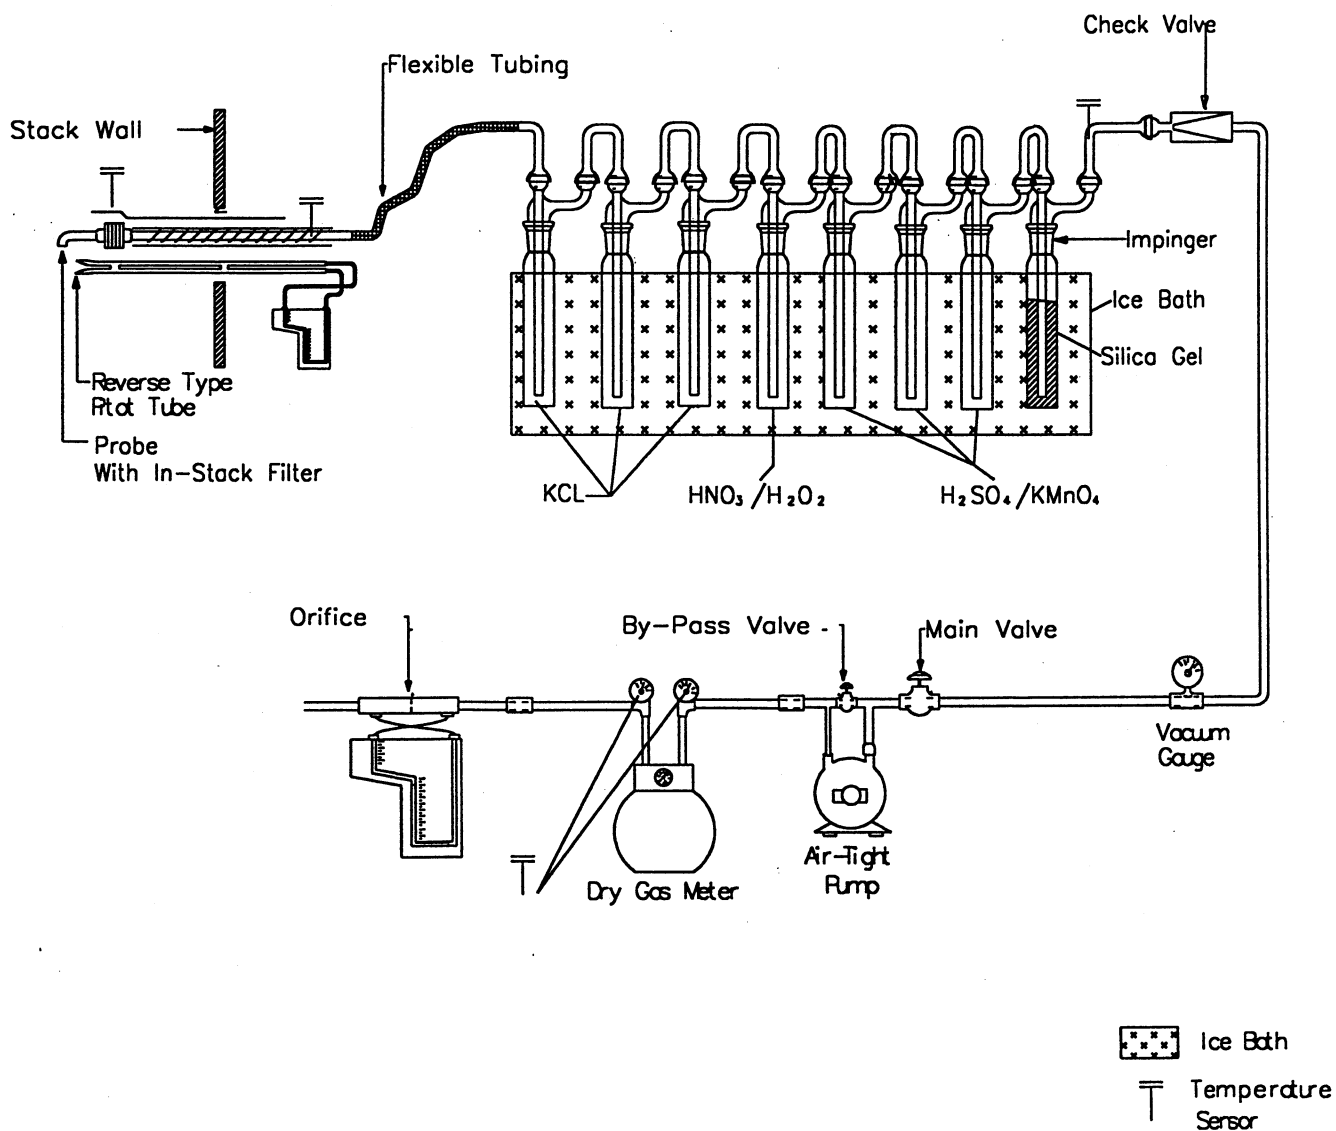 Check Valve
Flexible Tubing
Stack Wall
Impinger
Ice Bath
Silica Gel
Reverse Type
Pitot Tube
Probe
With In-Stack Filter
KCL
HNO₃/H₂O₂
H₂SO₄/KMnO₄
Orifice
By-Pass Valve
Main Valve
Vacuum
Gauge
Air-Tight
Pump
Dry Gas Meter
Ice Bath
Temperature
Sensor